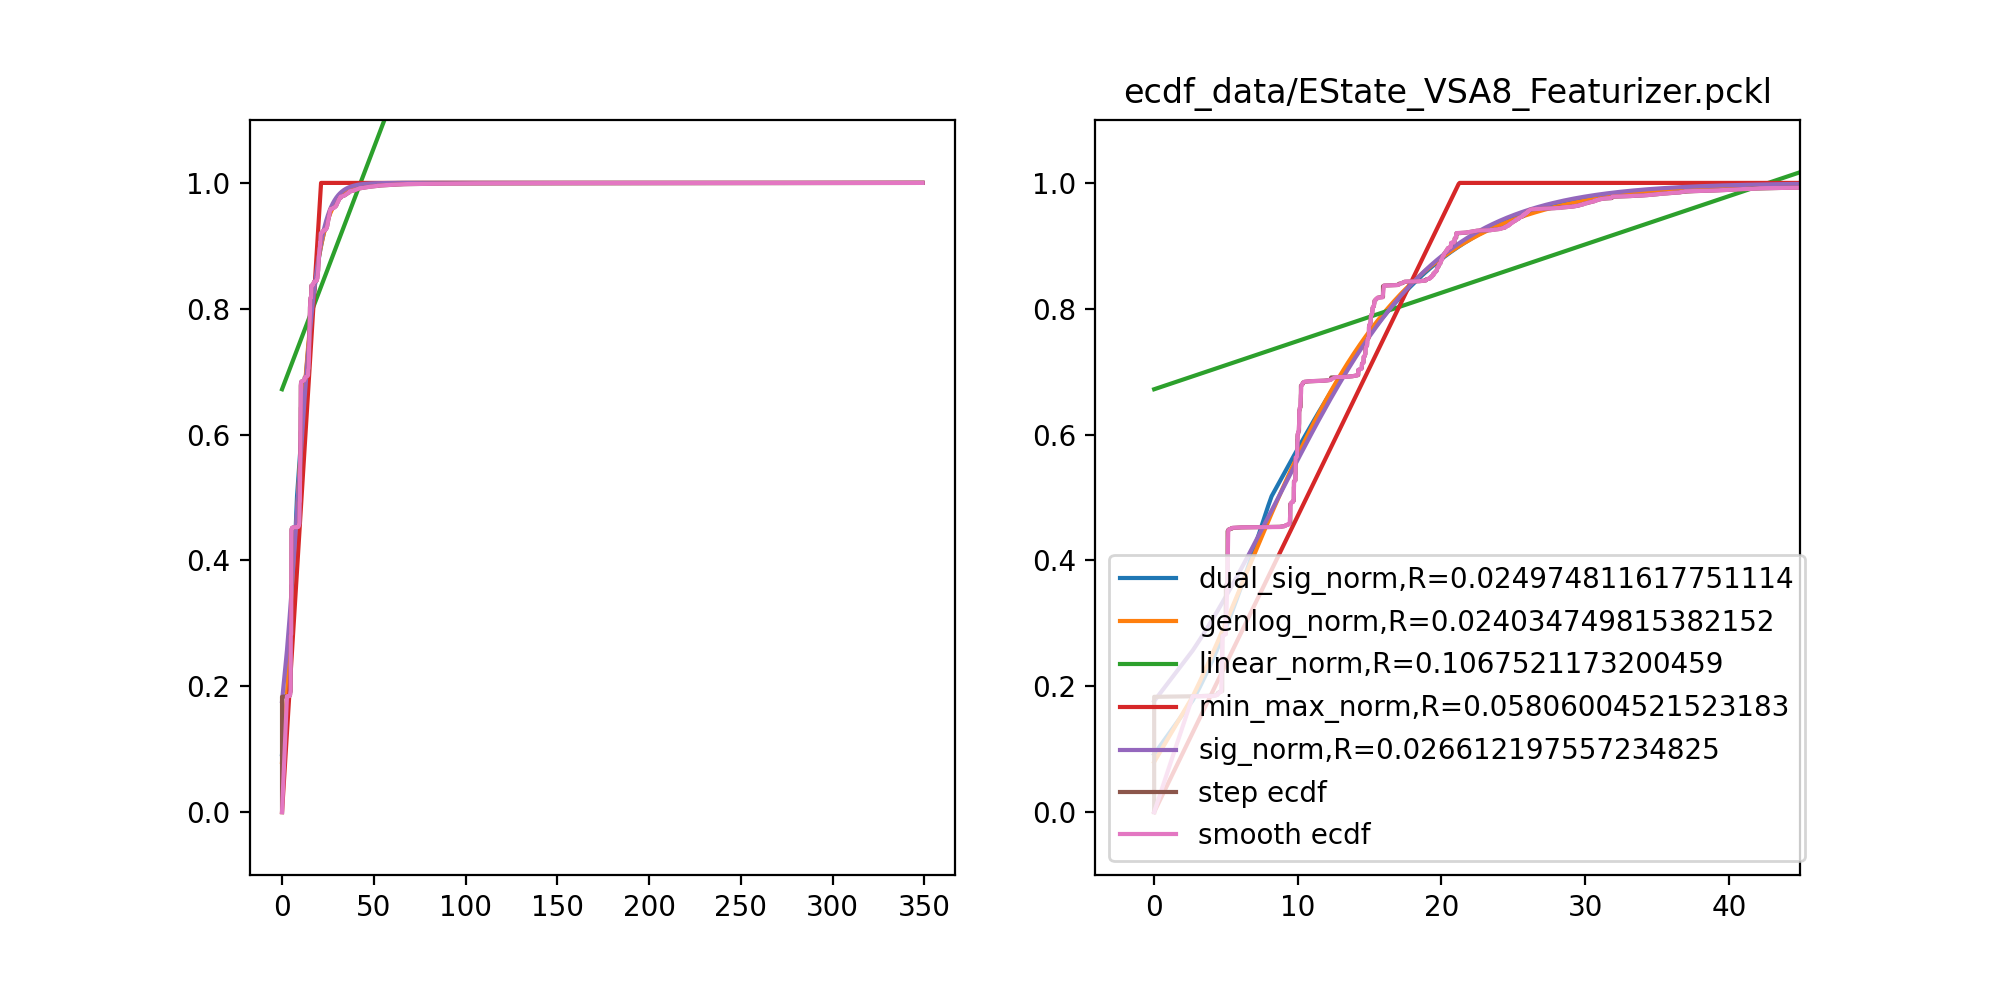 ecdf_data/EState_VSA8_Featurizer.pckl
1.0
0.8
0.6
0.4
0.2
0.0
0 50 100 150 200 250 300 350
1.0
0.8
0.6
0.4
0.2
0.0
dual_sig_norm,R=0.024974811617751114
genlog_norm,R=0.024034749815382152
linear_norm,R=0.1067521173200459
min_max_norm,R=0.05806004521523183
sig_norm,R=0.026612197557234825
step ecdf
smooth ecdf
0 10 20 30 40